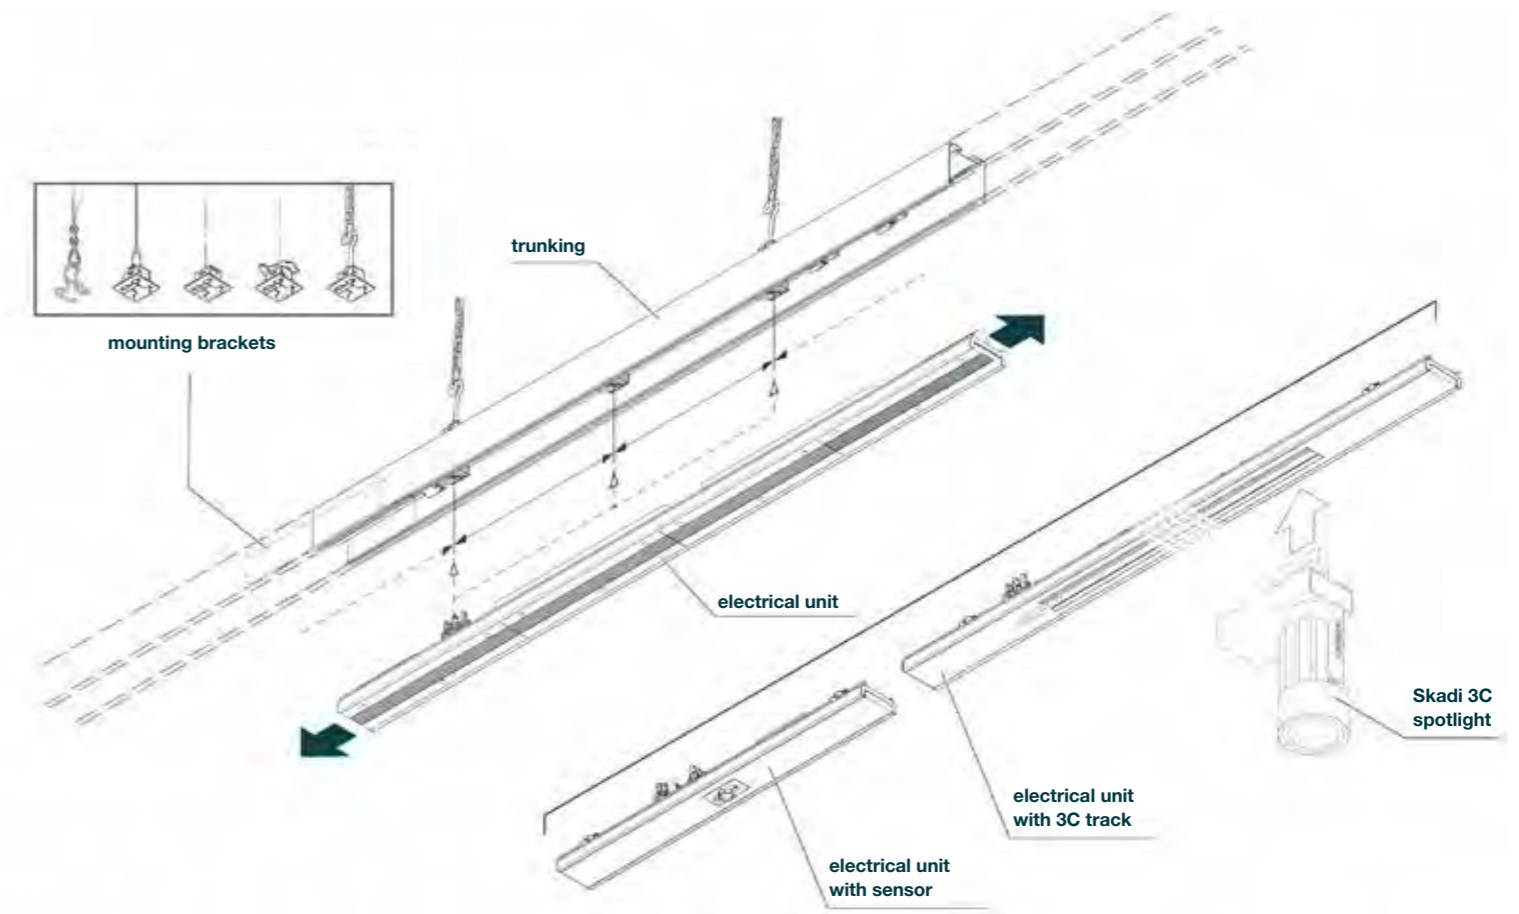 trunking
mounting brackets
electrical unit
Skadi 3C
spotlight
electrical unit
with 3C track
electrical unit
with sensor